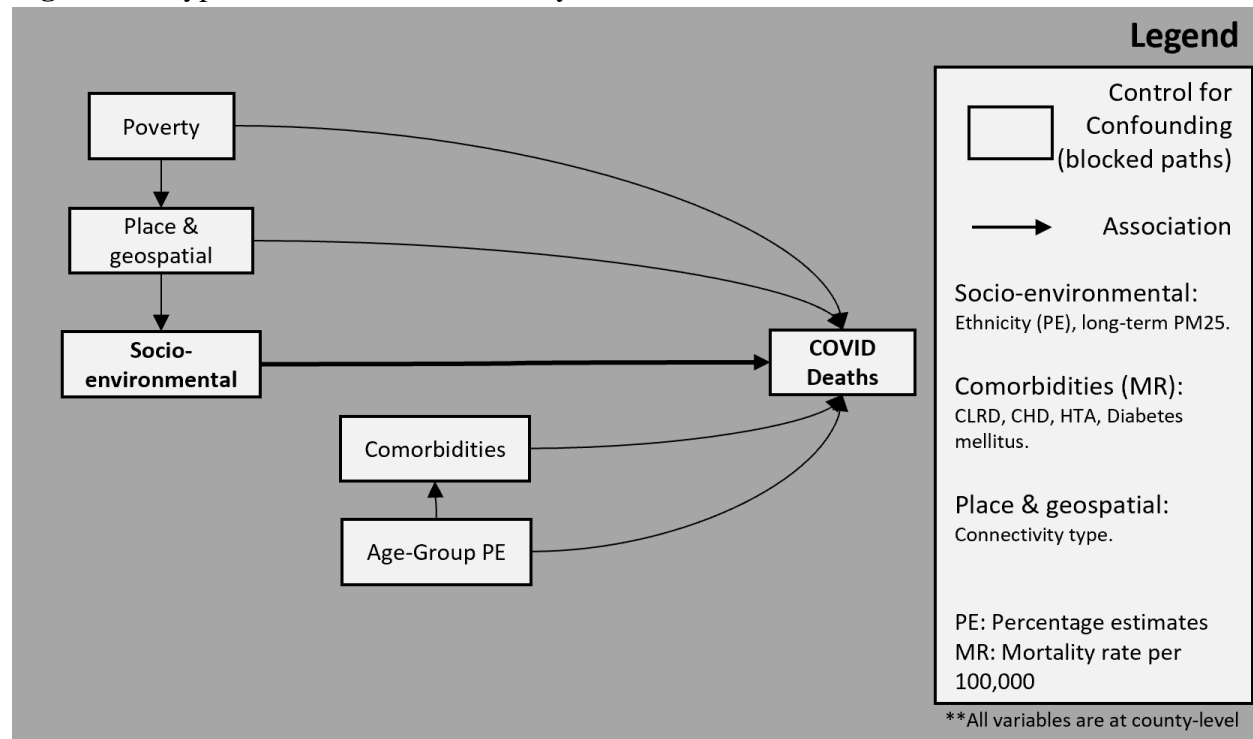 Legend
Poverty
Place &
geospatial
Socio-
environmental
COVID
Deaths
Comorbidities
Age-Group PE
Control for
Confounding
(blocked paths)
Association
Socio-environmental:
Ethnicity (PE), long-term PM25.
Comorbidities (MR):
CLRD, CHD, HTA, Diabetes
mellitus.
Place & geospatial:
Connectivity type.
PE: Percentage estimates
MR: Mortality rate per
100,000
**All variables are at county-level